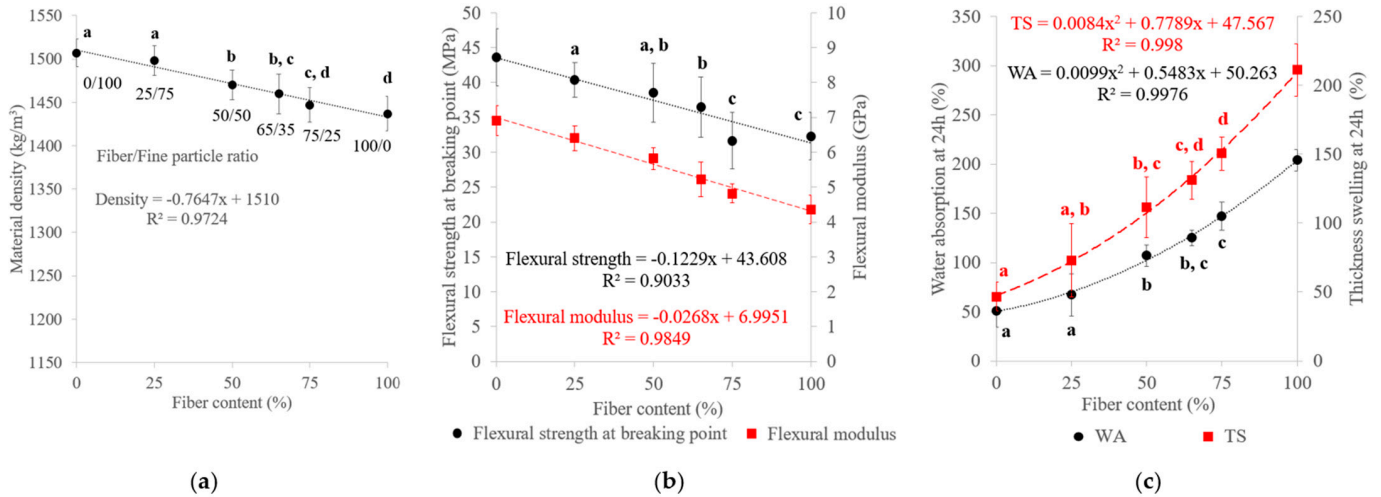 1550
1500
1450
1400
1350
1300
1250
1200
1150
Material density (kg/m³)
a
a
b
b, c
c, d
d
0/100
25/75
50/50
65/35
75/25
100/0
Fiber/Fine particle ratio
Density = -0.7647x + 1510
R² = 0.9724
0
25
50
75
100
Fiber content (%)
(a)
50
45
40
35
30
25
20
15
10
5
0
Flexural strength at breaking point (MPa)
a
a, b
b
c
c
Flexural strength = -0.1229x + 43.608
R² = 0.9033
Flexural modulus = -0.0268x + 6.9951
R² = 0.9849
10
9
8
7
6
5
4
3
2
1
0
Flexural modulus (GPa)
0
25
50
75
100
Fiber content (%)
Flexural strength at breaking point
Flexural modulus
(b)
350
300
250
200
150
100
50
0
Water absorption at 24h (%)
TS = 0.0084x² + 0.7789x + 47.567
R² = 0.998
WA = 0.0099x² + 0.5483x + 50.263
R² = 0.9976
a
a, b
b, c
c, d
d
a
a
b
b, c
c
250
200
150
100
50
0
Thickness swelling at 24h (%)
0
25
50
75
100
Fiber content (%)
WA
TS
(c)